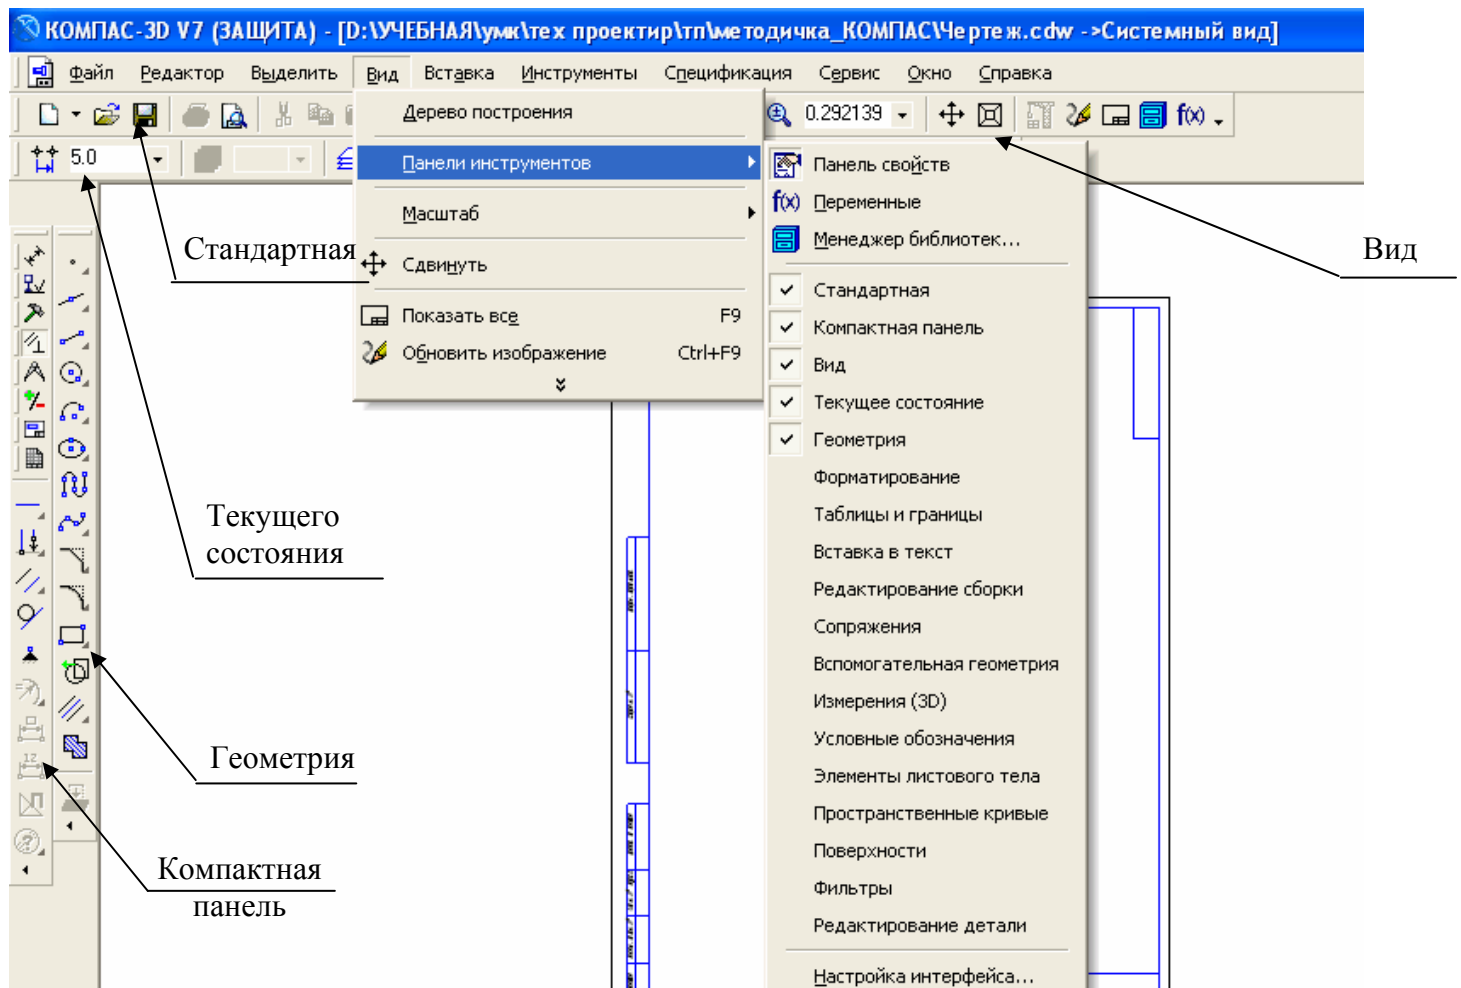 КОМПАС-3D V7 (ЗАЩИТА) - [D:\УЧЕБНАЯ\умк\тех проектир\тп\методичка_КОМПАС\Чертеж.cdw ->Системный вид]
Файл Редактор Выделить Вид Вставка Инструменты Спецификация Сервис Окно Справка
0.292139
f(x)
5.0
Дерево построения
Панели инструментов
Масштаб
Сдвинуть
Показать все F9
Обновить изображение Ctrl+F9
Панель свойств
f(x) Переменные
Менеджер библиотек...
Стандартная
Компактная панель
Вид
Текущее состояние
Геометрия
Форматирование
Таблицы и границы
Вставка в текст
Редактирование сборки
Сопряжения
Вспомогательная геометрия
Измерения (3D)
Условные обозначения
Элементы листового тела
Пространственные кривые
Поверхности
Фильтры
Редактирование детали
Настройка интерфейса...
Стандартная
Вид
Текущего
состояния
Геометрия
Компактная
панель
12